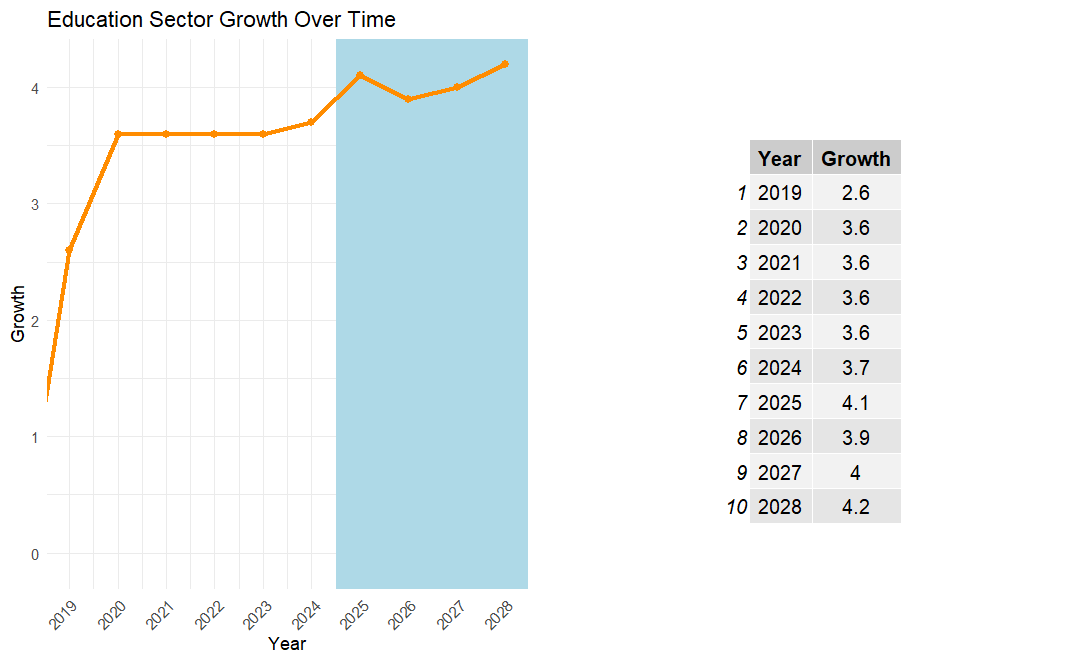 Education Sector Growth Over Time
Growth
4
3
2
1
0
2019 2020 2021 2022 2023 2024 2025 2026 2027 2028
Year
Year Growth
1 2019 2.6
2 2020 3.6
3 2021 3.6
4 2022 3.6
5 2023 3.6
6 2024 3.7
7 2025 4.1
8 2026 3.9
9 2027 4
10 2028 4.2